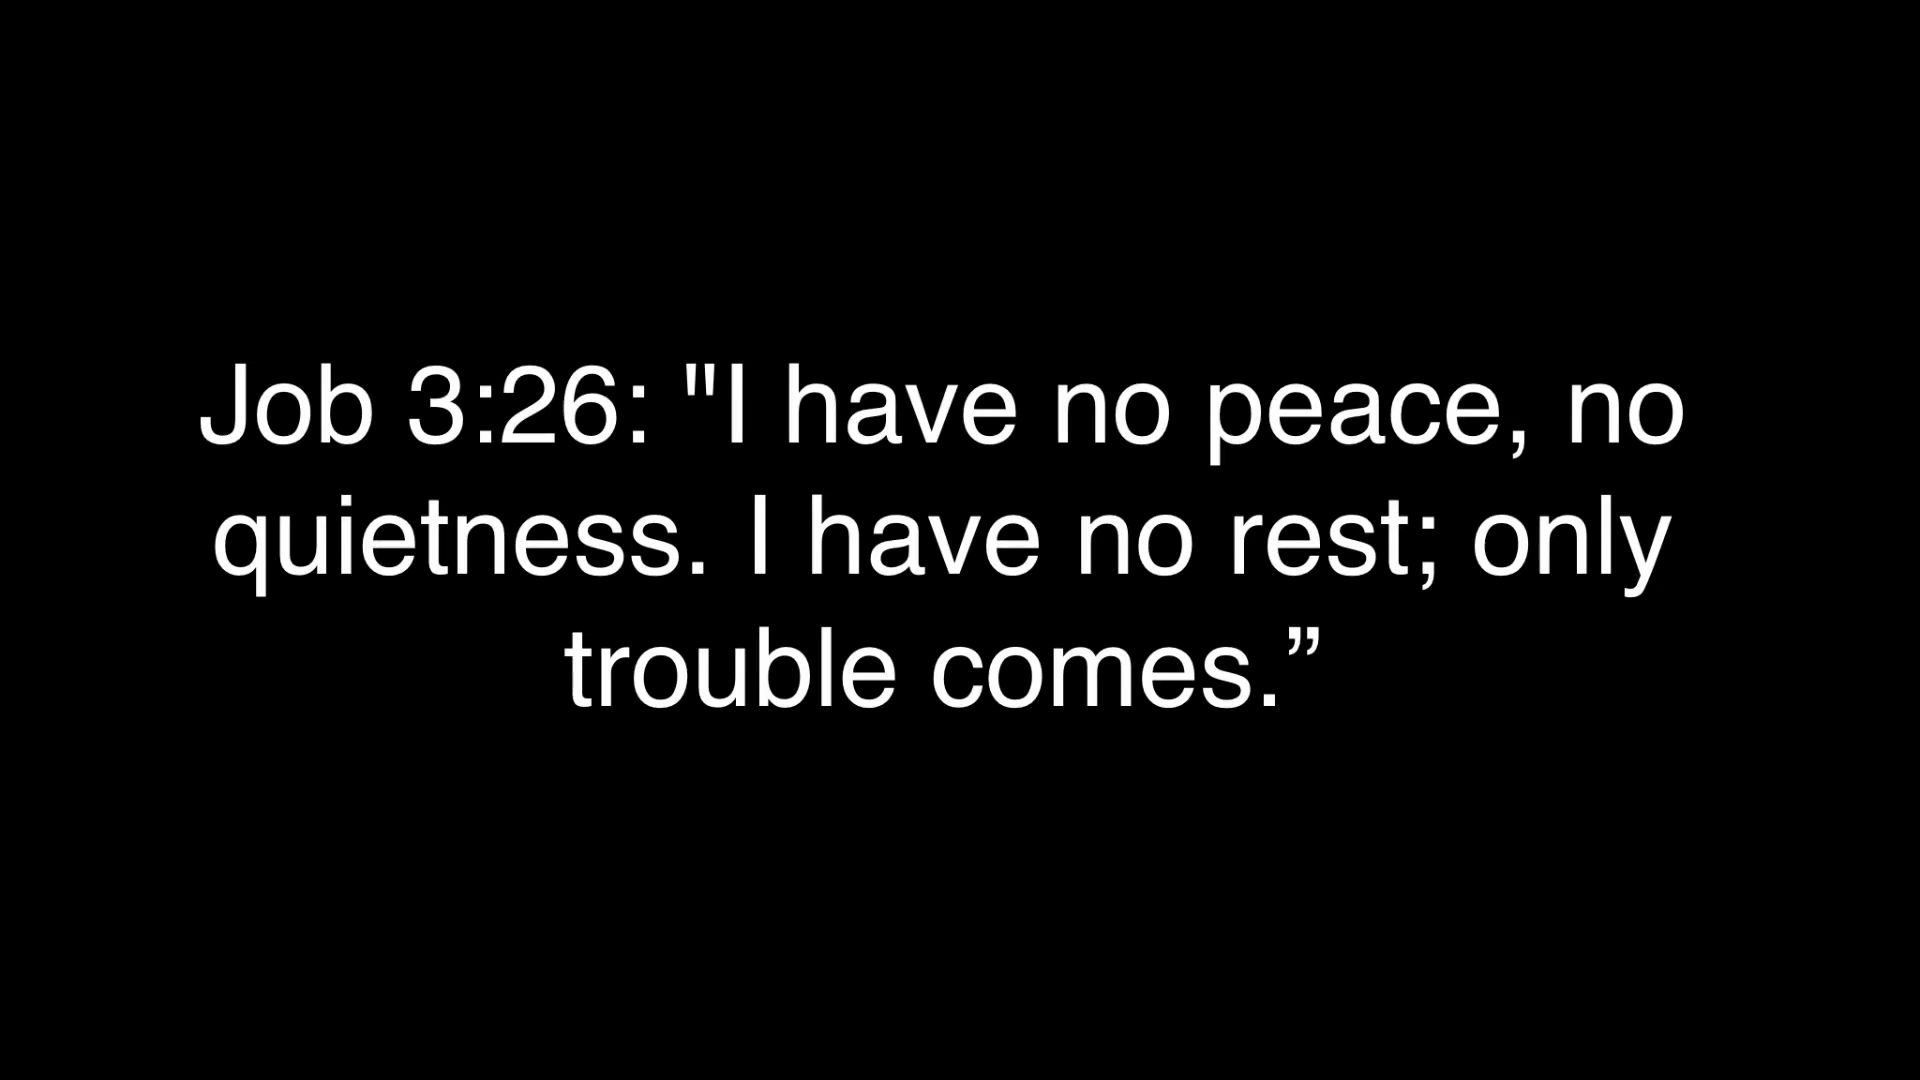 Job 3:26: "I have no peace, no
quietness. I have no rest; only
trouble comes.”